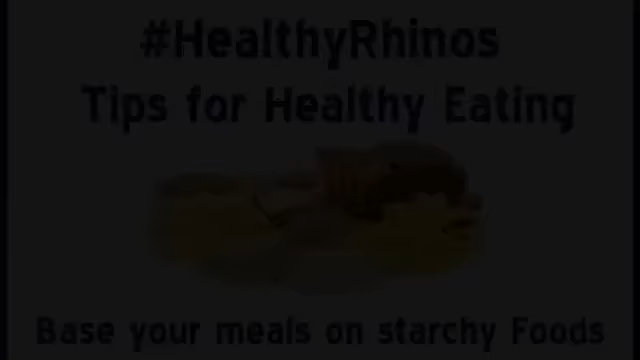 #HealthyRhinos
Tips for Healthy Eating
Base your meals on starchy Foods